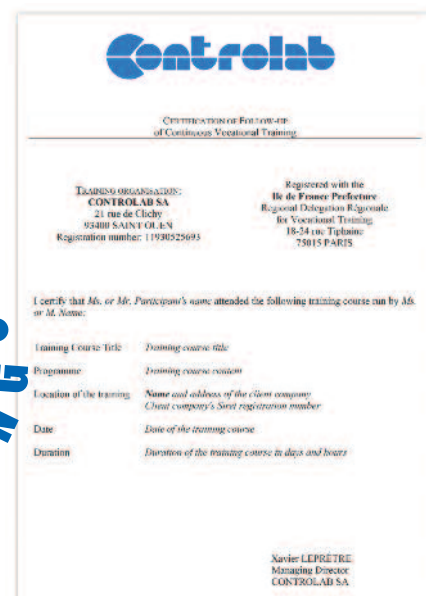 Controlab
CERTIFICATION OF FOLLOW-UP
of Continuous Vocational Training
TRAINING ORGANISATION:
CONTROLAB SA
21 rue de Clichy
93400 SAINT OUEN
Registration number: 11930525693
Registered with the
Ile de France Prefecture
Regional Delegation Régionale
for Vocational Training
18-24 rue Tiphaine
75015 PARIS
I certify that Ms. or Mr. Participant's name attended the following training course run by Ms.
or M. Name:
Training Course Title Training course title
Programme Training course content
Location of the training Name and address of the client company
Client company's Siret registration number
Date Date of the training course
Duration Duration of the training course in days and hours
Xavier LEPRÊTRE
Managing Director
CONTROLAB SA